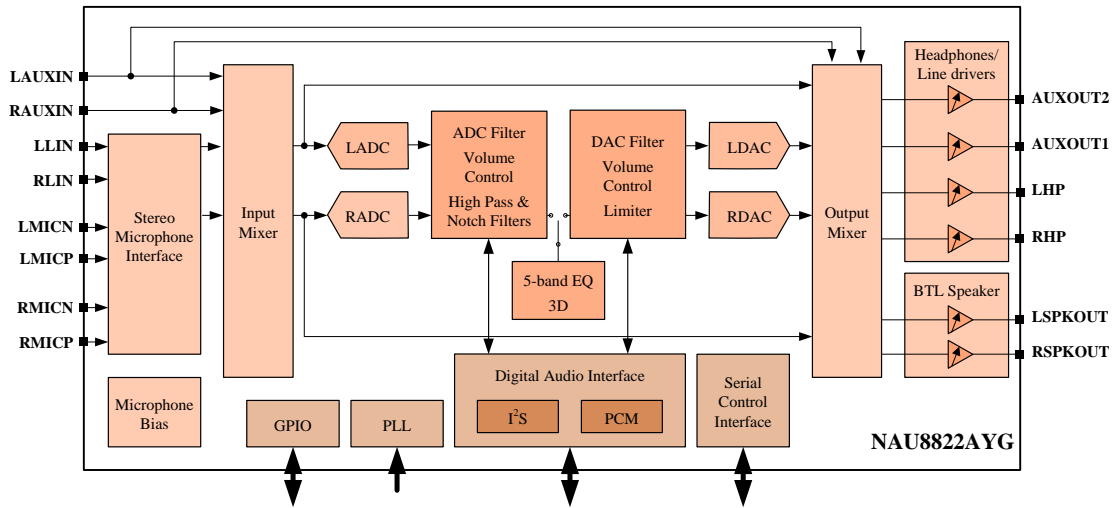 LAUXIN
RAUXIN
LLIN
RLIN
LMICN
LMICP
RMICN
RMICP
Stereo
Microphone
Interface
Microphone
Bias
Input
Mixer
LADC
RADC
ADC Filter
Volume
Control
High Pass &
Notch Filters
5-band EQ
3D
DAC Filter
Volume
Control
Limiter
LDAC
RDAC
Output
Mixer
Headphones/
Line drivers
BTL Speaker
AUXOUT2
AUXOUT1
LHP
RHP
LSPKOUT
RSPKOUT
GPIO
PLL
Digital Audio Interface
I²S
PCM
Serial
Control
Interface
NAU8822AYG